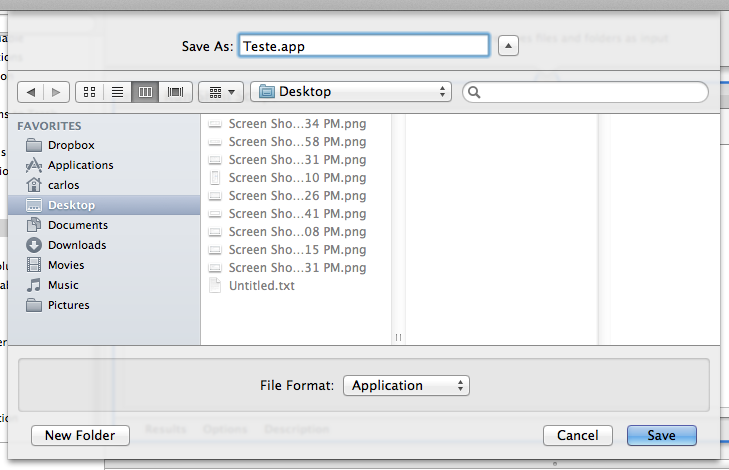 Save As: Teste.app
Desktop
FAVORITES
Dropbox
Applications
carlos
Desktop
Documents
Downloads
Movies
Music
Pictures
Screen Sho...34 PM.png
Screen Sho...58 PM.png
Screen Sho...31 PM.png
Screen Sho...10 PM.png
Screen Sho...26 PM.png
Screen Sho...41 PM.png
Screen Sho...08 PM.png
Screen Sho...15 PM.png
Screen Sho...31 PM.png
Untitled.txt
File Format: Application
Results Options Description
New Folder Cancel Save